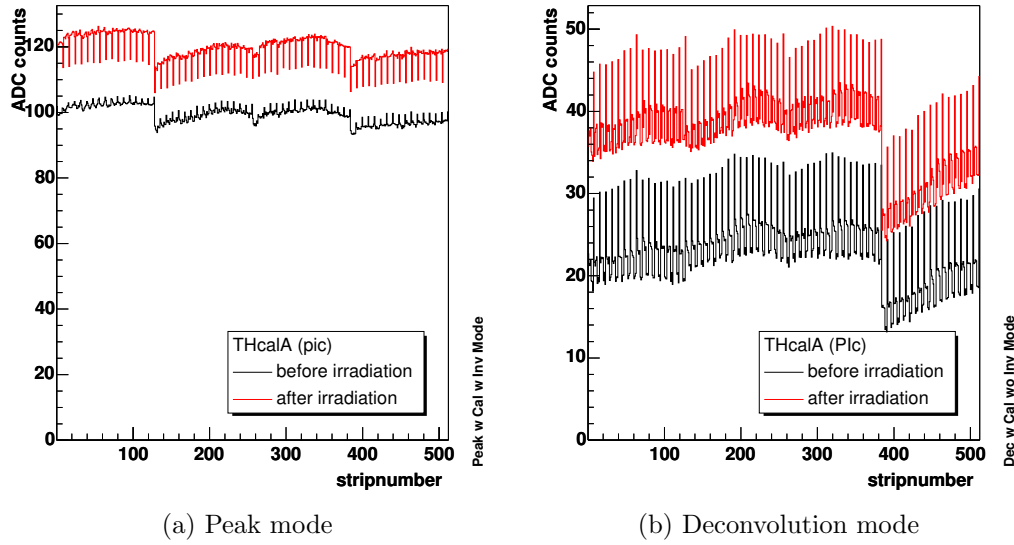 ADC counts
120
100
80
60
40
20
0
THcalA (pic)
before irradiation
after irradiation
100 200 300 400 500
stripnumber
Peak w Cal w Inv Mode
(a) Peak mode
ADC counts
50
40
30
20
10
0
THcalA (PIc)
before irradiation
after irradiation
100 200 300 400 500
stripnumber
Dec w Cal wo Inv Mode
(b) Deconvolution mode